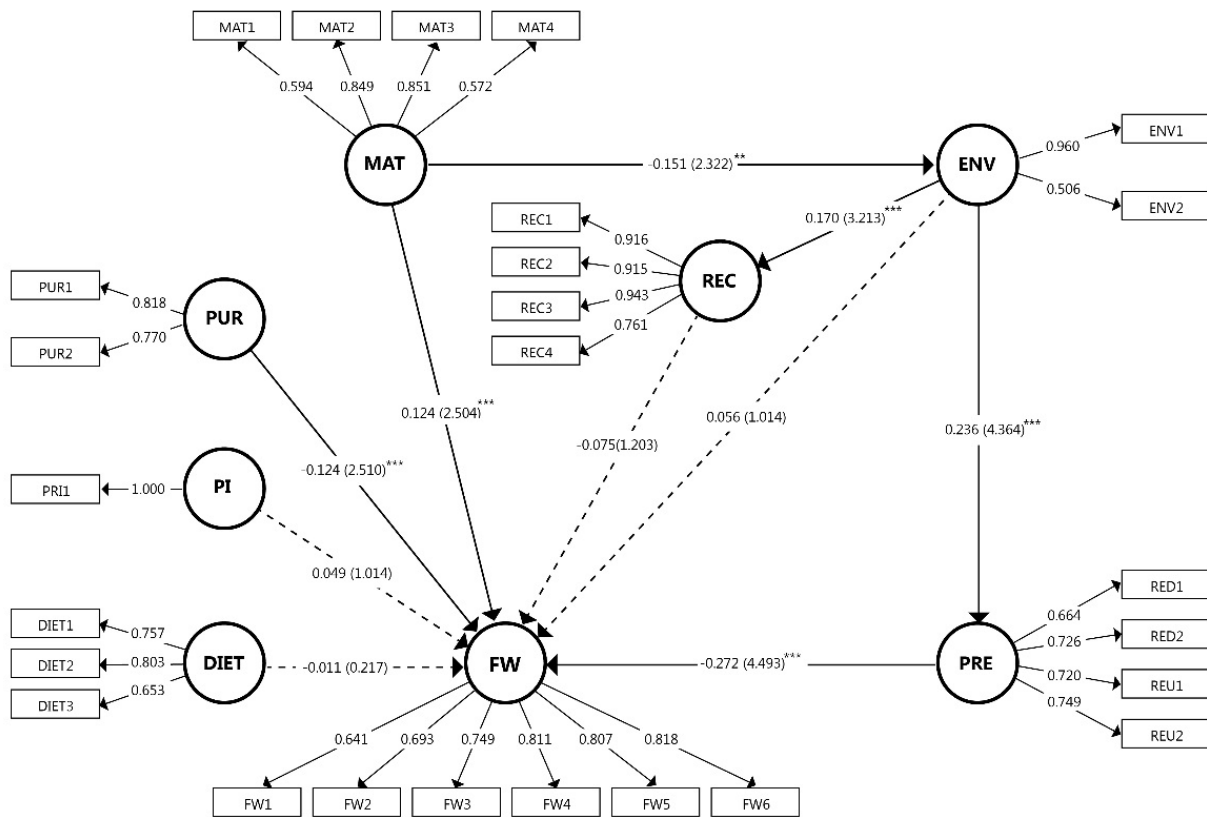 MAT1 MAT2 MAT3 MAT4
0.594 0.849 0.851 0.572
MAT
-0.151 (2.322)**
ENV
0.960
ENV1
0.506
ENV2
0.170 (3.213)***
REC1
0.916
REC2
0.915
REC3
0.943
REC4
0.761
REC
PUR1
0.818
PUR2
0.770
PUR
0.124 (2.504)***
-0.075(1.203)
0.056 (1.014)
0.236 (4.364)***
-0.124 (2.510)***
PRI1
1.000
PI
0.049 (1.014)
DIET1
0.757
DIET2
0.803
DIET3
0.653
DIET
-0.011 (0.217)
FW
-0.272 (4.493)***
PRE
0.664
RED1
0.726
RED2
0.720
REU1
0.749
REU2
0.641 0.693 0.749 0.811 0.807 0.818
FW1 FW2 FW3 FW4 FW5 FW6